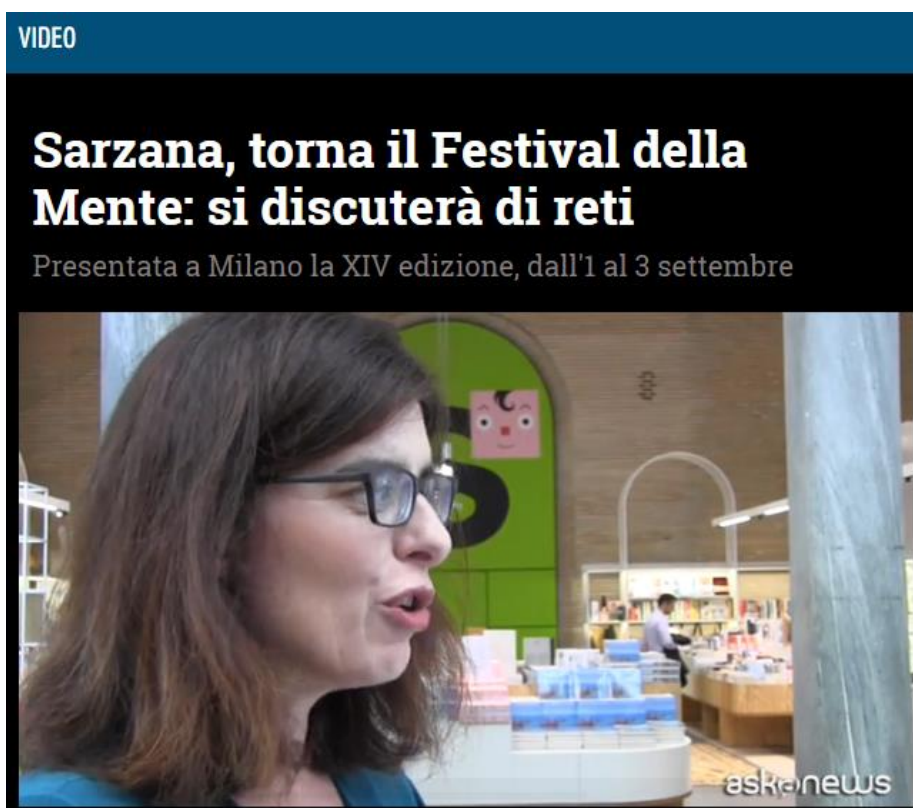 VIDEO
Sarzana, torna il Festival della
Mente: si discuterà di reti
Presentata a Milano la XIV edizione, dall'1 al 3 settembre
askanews